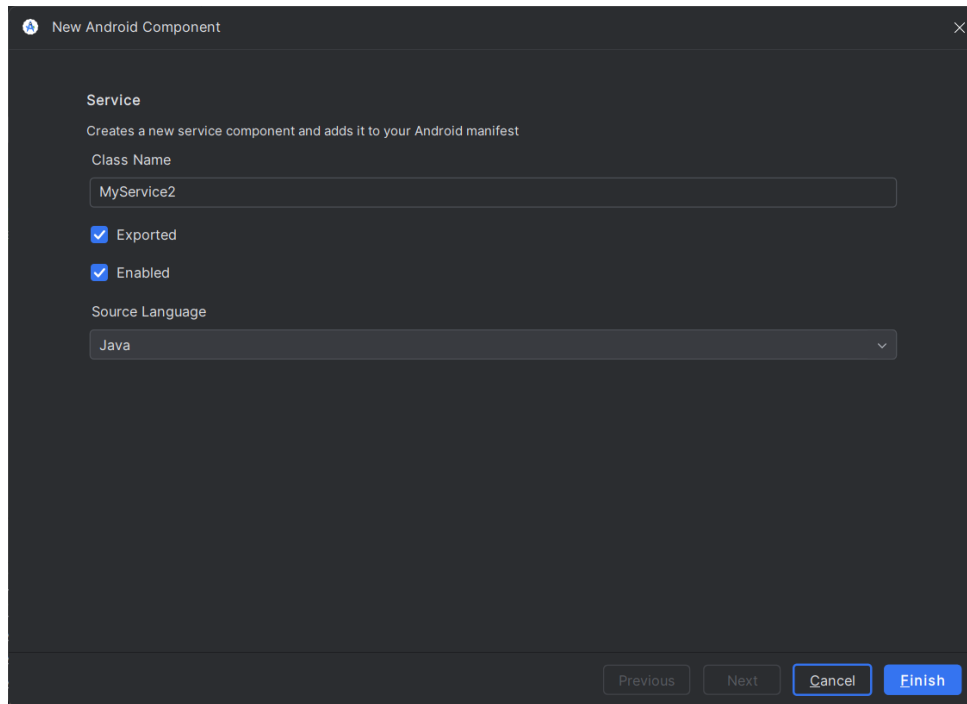 New Android Component
Service
Creates a new service component and adds it to your Android manifest
Class Name
MyService2
Exported
Enabled
Source Language
Java
Previous
Next
Cancel
Finish